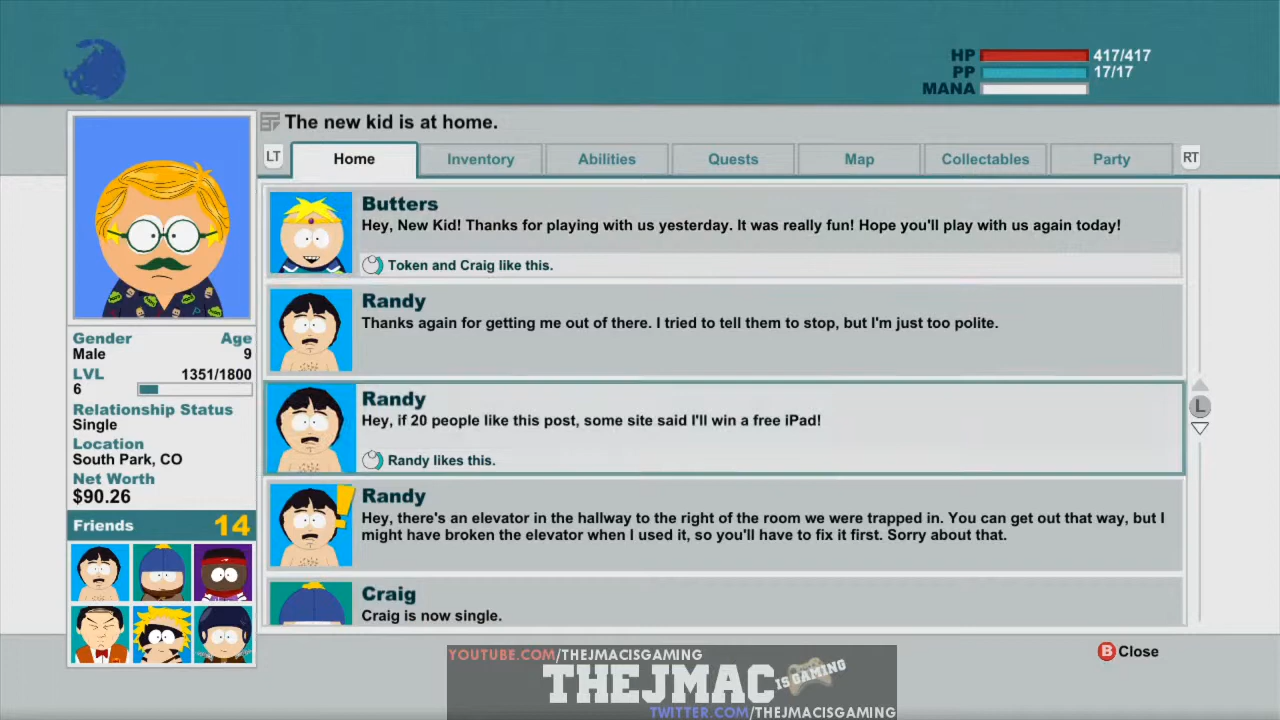 HP 417/417
PP 17/17
MANA
The new kid is at home.
LT Home Inventory Abilities Quests Map Collectables Party RT
Butters
Hey, New Kid! Thanks for playing with us yesterday. It was really fun! Hope you'll play with us again today!
Token and Craig like this.
Randy
Thanks again for getting me out of there. I tried to tell them to stop, but I'm just too polite.
Randy
Hey, if 20 people like this post, some site said I'll win a free iPad!
Randy likes this.
Randy
Hey, there's an elevator in the hallway to the right of the room we were trapped in. You can get out that way, but I
might have broken the elevator when I used it, so you'll have to fix it first. Sorry about that.
Craig
Craig is now single.
Gender Age
Male 9
LVL 1351/1800
6
Relationship Status
Single
Location
South Park, CO
Net Worth
$90.26
Friends 14
L
B Close
YOUTUBE.COM/THEJMACISGAMING
THEJMAC IS GAMING
TWITTER.COM/THEJMACISGAMING